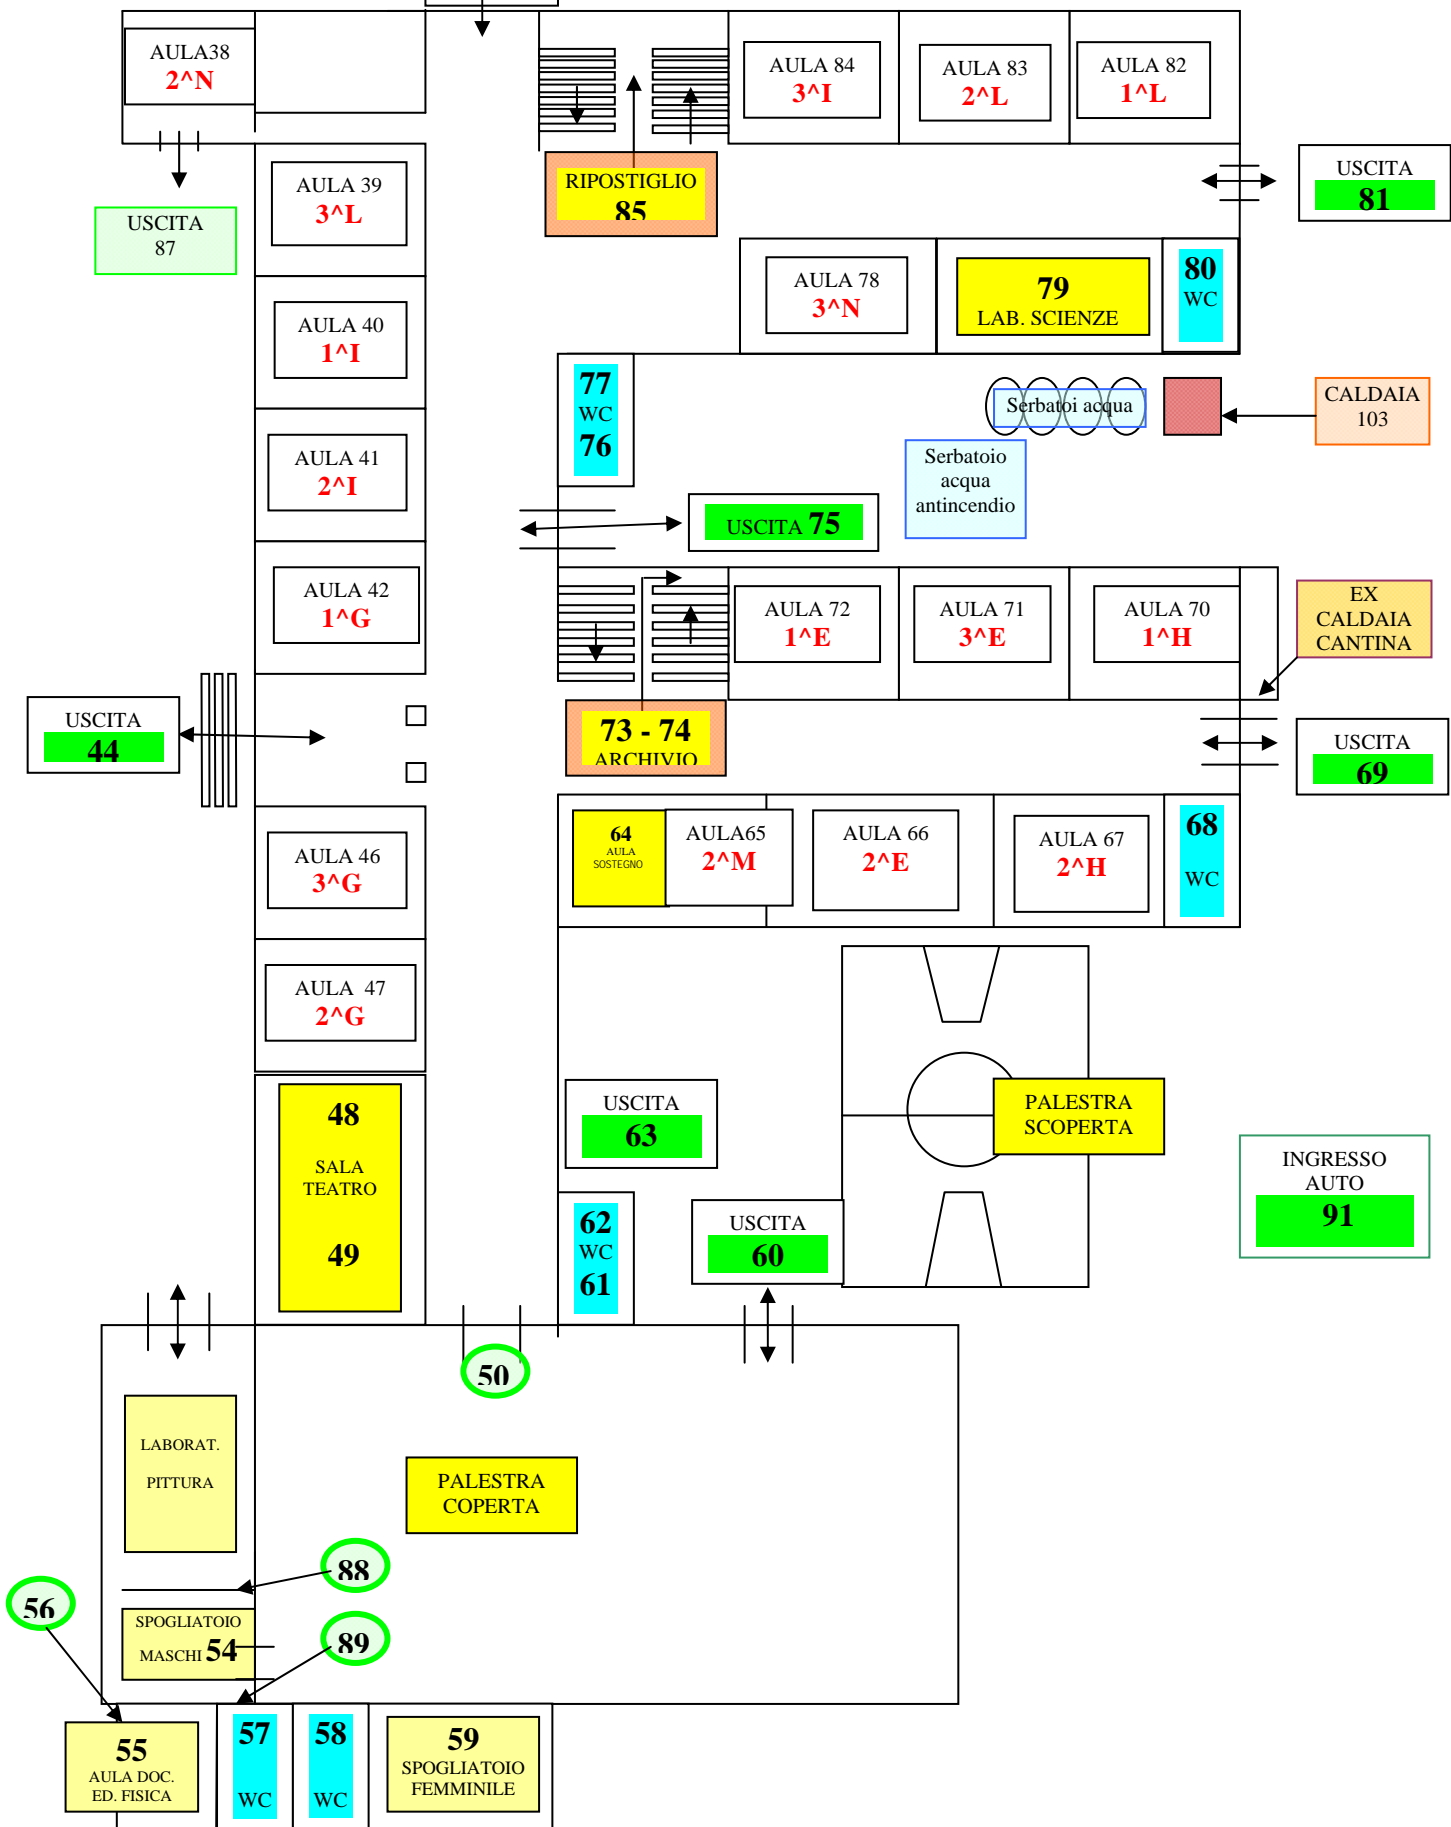 AULA38
2^N
AULA 84
3^I
AULA 83
2^L
AULA 82
1^L
RIPOSTIGLIO
85
USCITA
81
AULA 39
3^L
USCITA
87
AULA 78
3^N
79
LAB. SCIENZE
80
WC
AULA 40
1^I
77
WC
76
Serbatoi acqua
CALDAIA
103
AULA 41
2^I
Serbatoio
acqua
antincendio
USCITA 75
AULA 42
1^G
AULA 72
1^E
AULA 71
3^E
AULA 70
1^H
EX
CALDAIA
CANTINA
USCITA
44
73 - 74
ARCHIVIO
USCITA
69
AULA 46
3^G
64
AULA
SOSTEGNO
AULA65
2^M
AULA 66
2^E
AULA 67
2^H
68
WC
AULA  47
2^G
48
SALA
TEATRO
49
USCITA
63
PALESTRA
SCOPERTA
INGRESSO
AUTO
91
62
WC
61
USCITA
60
50
LABORAT.
PITTURA
PALESTRA
COPERTA
88
56
SPOGLIATOIO
MASCHI 54
89
55
AULA DOC.
ED. FISICA
57
WC
58
WC
59
SPOGLIATOIO
FEMMINILE